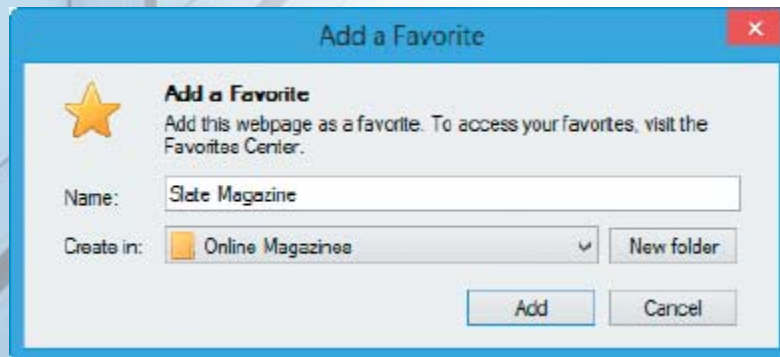 Add a Favorite
Add a Favorite
Add this webpage as a favorite. To access your favorites, visit the
Favorites Center.
Name: Slate Magazine
Create in: Online Magazines New folder
Add Cancel